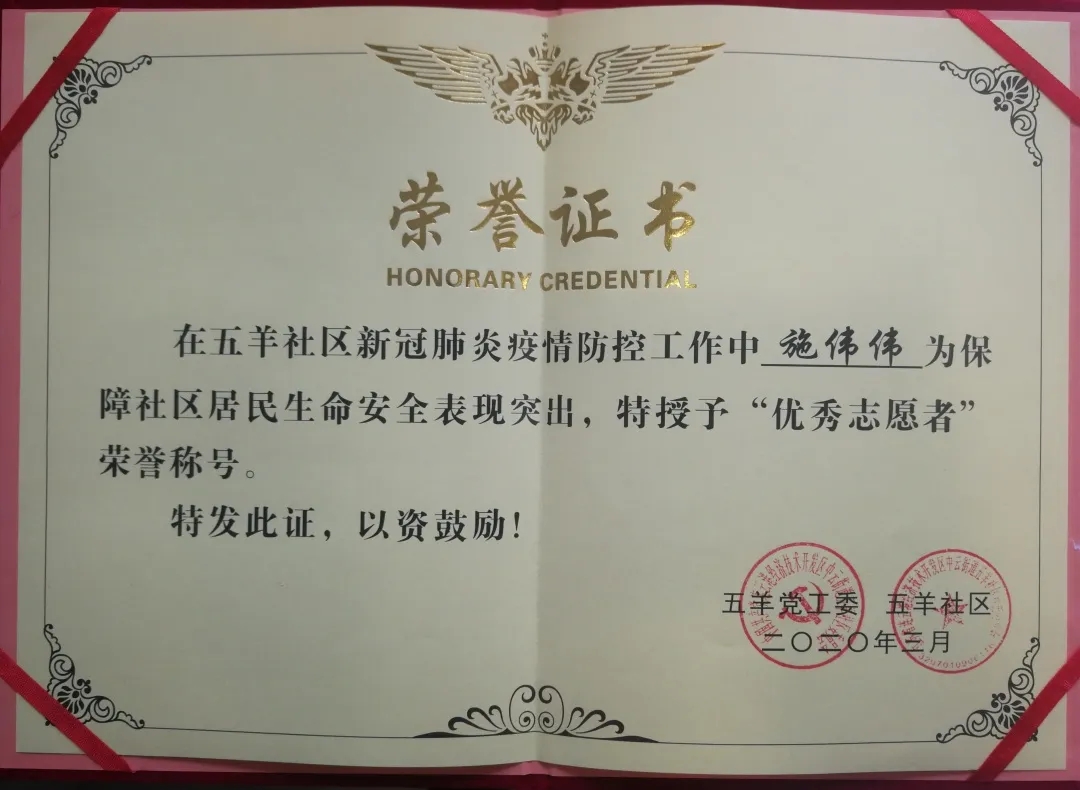 荣誉证书
HONORARY CREDENTIAL
在五羊社区新冠肺炎疫情防控工作中施伟伟为保
障社区居民生命安全表现突出，特授予“优秀志愿者”
荣誉称号。
特发此证，以资鼓励！
五羊党工委 五羊社区
二〇二〇年三月